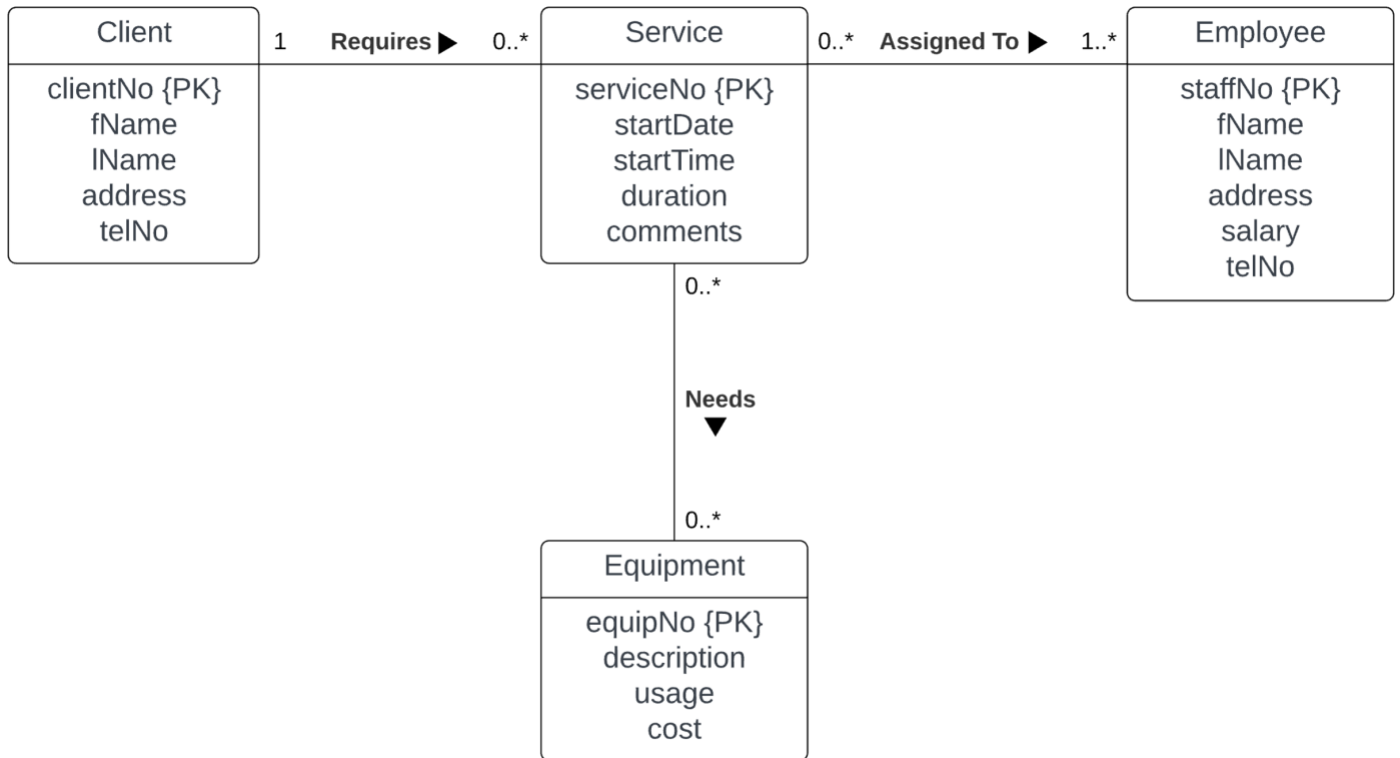 Client
1
Requires
0..*
Service
0..*
Assigned To
1..*
Employee
clientNo {PK}
fName
lName
address
telNo
serviceNo {PK}
startDate
startTime
duration
comments
staffNo {PK}
fName
lName
address
salary
telNo
0..*
Needs
0..*
Equipment
equipNo {PK}
description
usage
cost